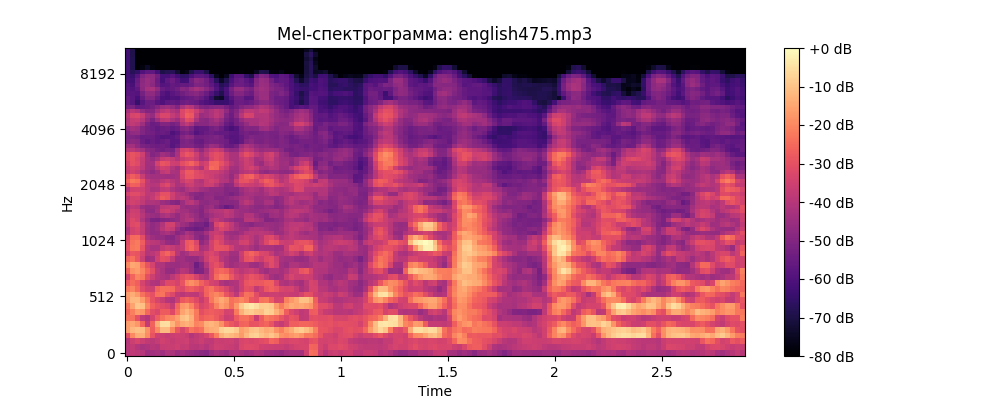 Mel-спектрограмма: english475.mp3
8192
4096
2048
1024
512
0
Hz
0 0.5 1 1.5 2 2.5
Time
+0 dB
-10 dB
-20 dB
-30 dB
-40 dB
-50 dB
-60 dB
-70 dB
-80 dB